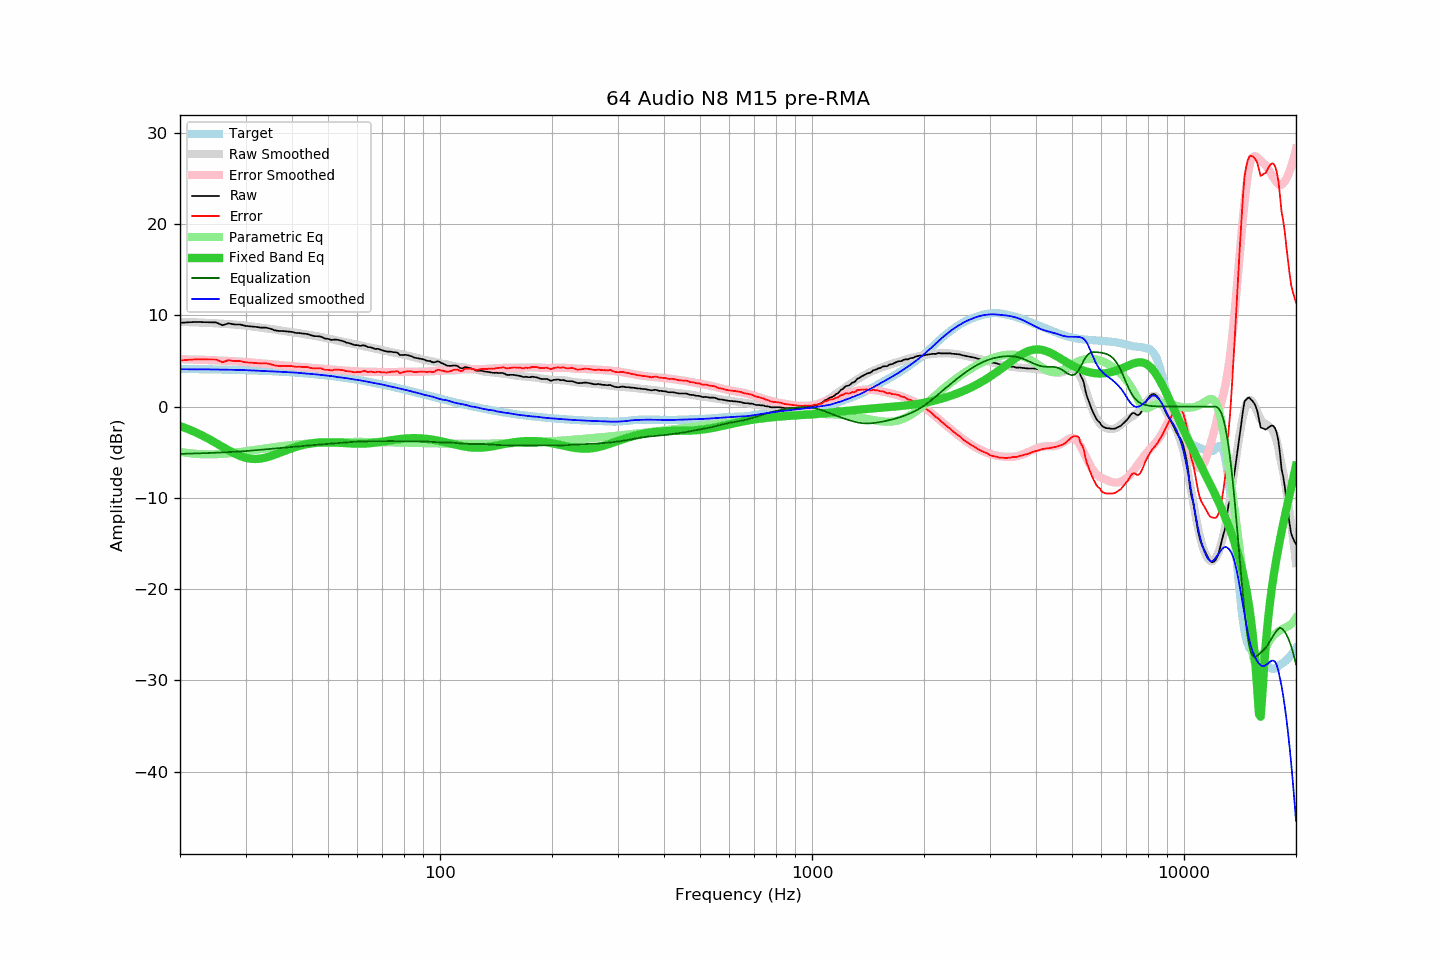 64 Audio N8 M15 pre-RMA
Target
Raw Smoothed
Error Smoothed
Raw
Error
Parametric Eq
Fixed Band Eq
Equalization
Equalized smoothed
30
20
10
0
−10
−20
−30
−40
Amplitude (dBr)
100
1000
10000
Frequency (Hz)